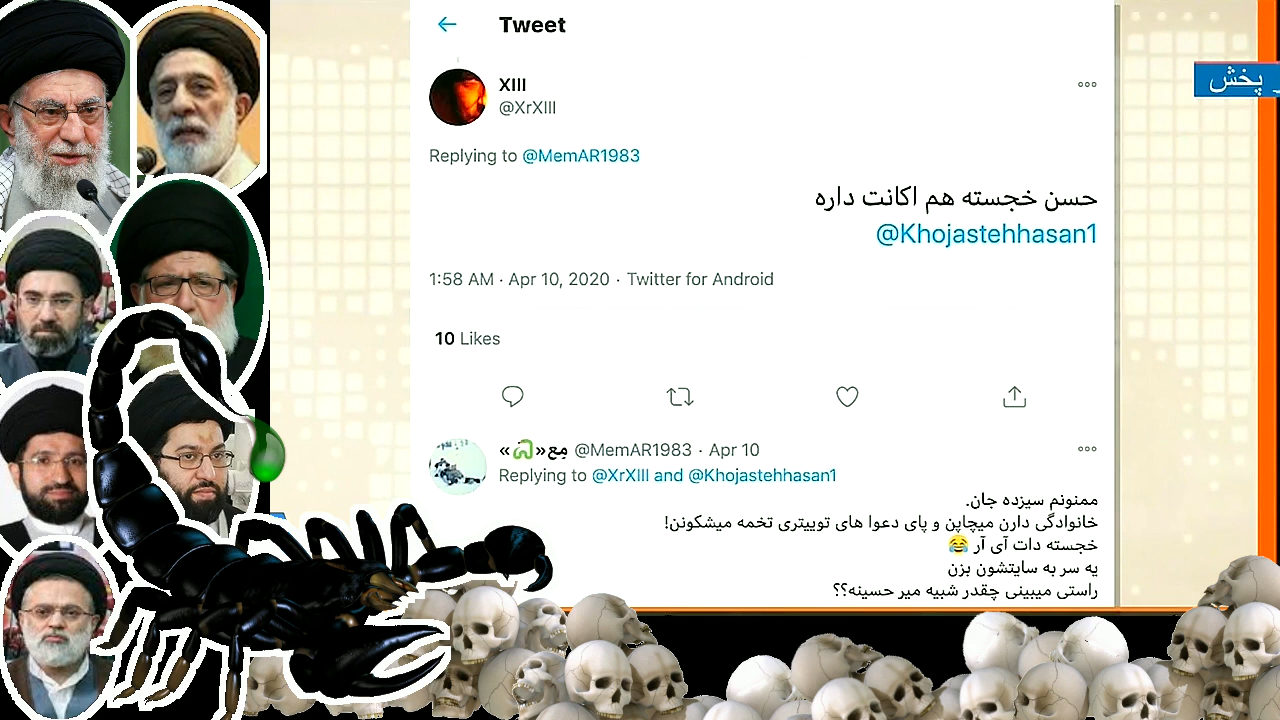 Tweet
XIII
@XrXIII
پخش
Replying to @MemAR1983
حسن خجسته هم اکانت داره
@Khojastehhasan1
1:58 AM · Apr 10, 2020 · Twitter for Android
10 Likes
مِع«🐍» @MemAR1983 · Apr 10
Replying to @XrXIII and @Khojastehhasan1
ممنونم سیزده جان.
خانوادگی دارن میچاپن و پای دعوا های توییتری تخمه میشکونن!
خجسته دات آی آر 😂
یه سر به سایتشون بزن
راستی میبینی چقدر شبیه میر حسینه؟؟